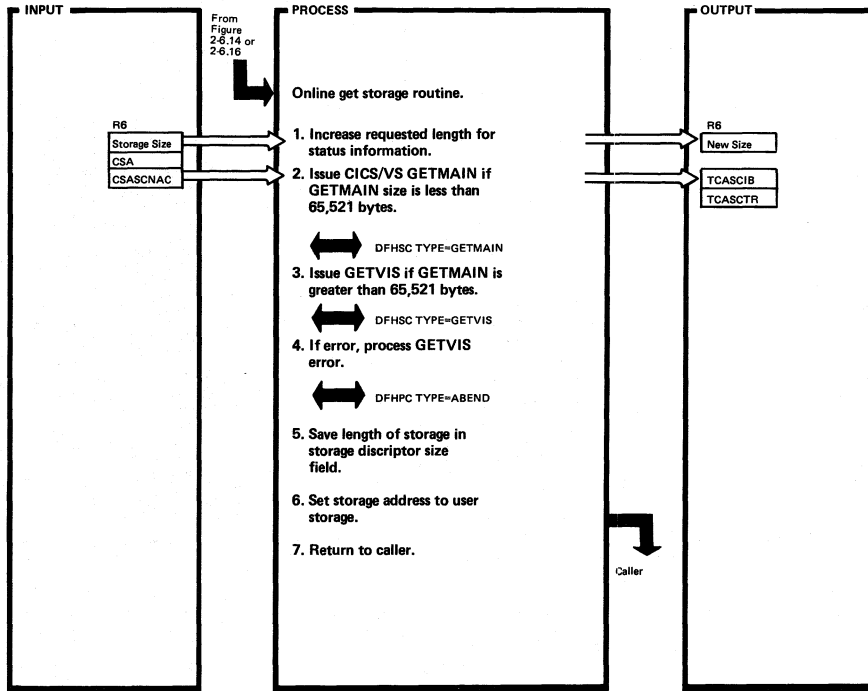 INPUT
PROCESS
OUTPUT
From
Figure
2-6.14 or
2-6.16
Online get storage routine.
R6
Storage Size
CSA
CSASCNAC
1. Increase requested length for
status information.
2. Issue CICS/VS GETMAIN if
GETMAIN size is less than
65,521 bytes.
DFHSC TYPE=GETMAIN
3. Issue GETVIS if GETMAIN is
greater than 65,521 bytes.
DFHSC TYPE=GETVIS
4. If error, process GETVIS
error.
DFHPC TYPE=ABEND
5. Save length of storage in
storage discriptor size
field.
6. Set storage address to user
storage.
7. Return to caller.
R6
New Size
TCASCIB
TCASCTR
Caller